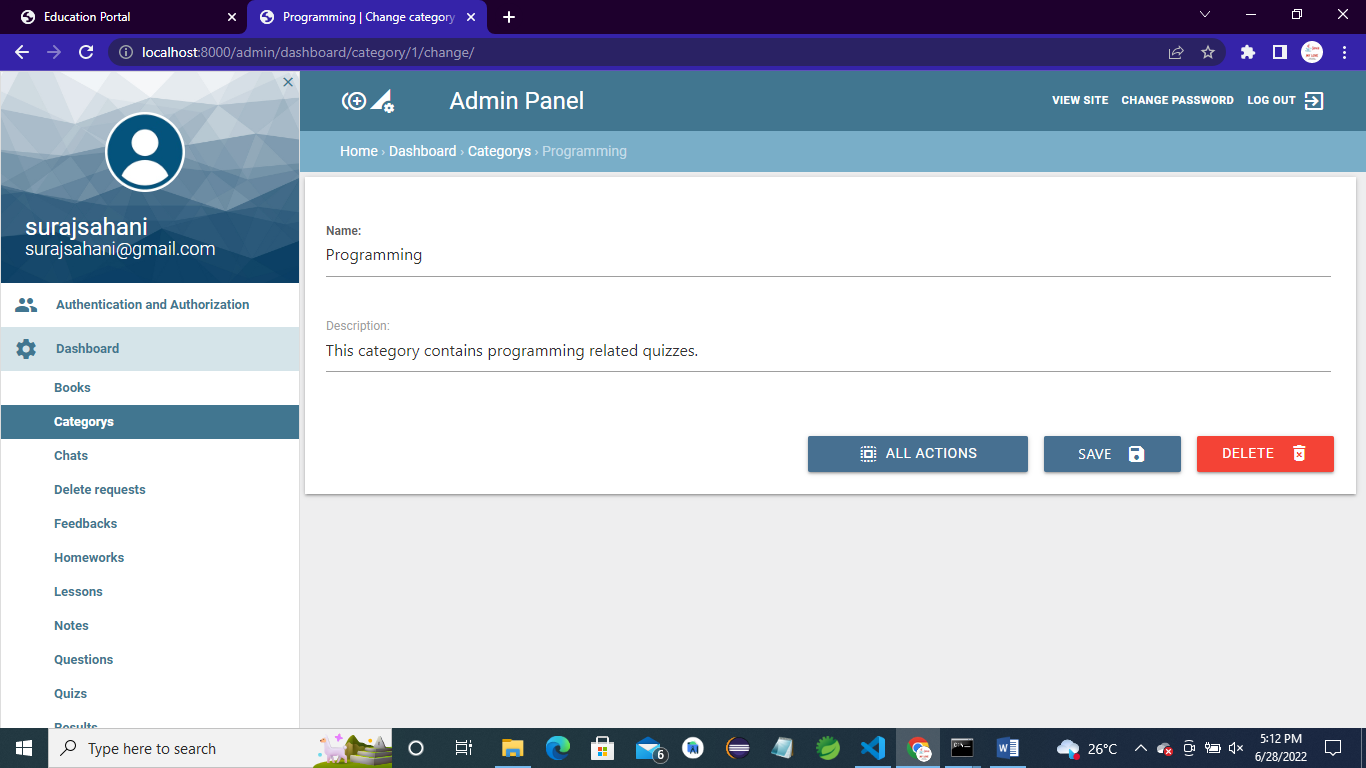 Education Portal
Programming | Change category
localhost:8000/admin/dashboard/category/1/change/
Admin Panel
VIEW SITE CHANGE PASSWORD LOG OUT
Home › Dashboard › Categorys › Programming
surajsahani
surajsahani@gmail.com
Authentication and Authorization
Dashboard
Books
Categorys
Chats
Delete requests
Feedbacks
Homeworks
Lessons
Notes
Questions
Quizs
Results
Name:
Programming
Description:
This category contains programming related quizzes.
ALL ACTIONS
SAVE
DELETE
Type here to search
6
26°C
5:12 PM
6/28/2022